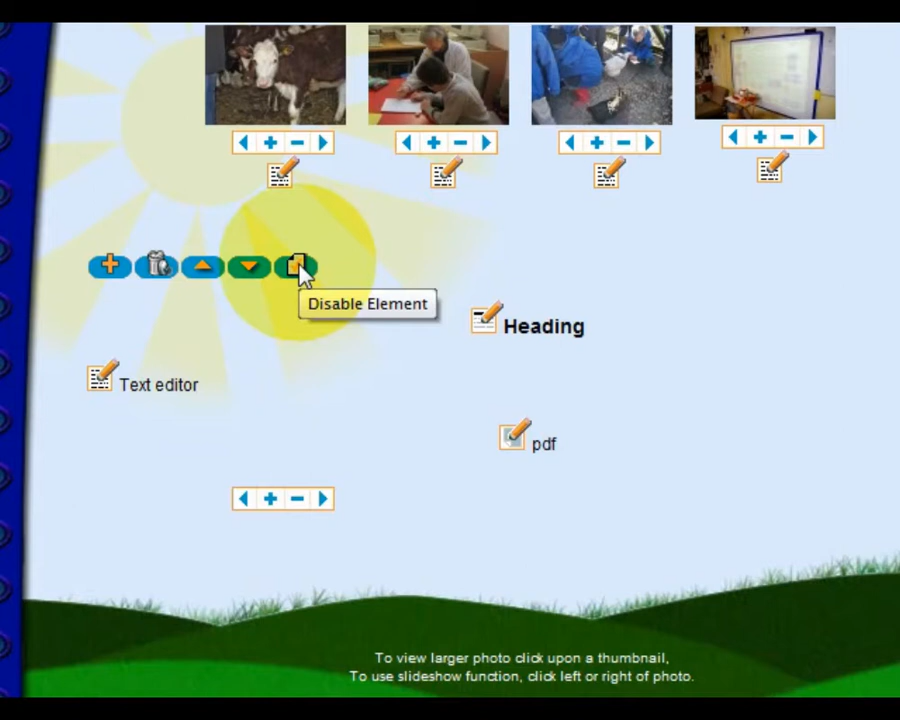 Disable Element
Heading
Text editor
pdf
To view larger photo click upon a thumbnail,
To use slideshow function, click left or right of photo.